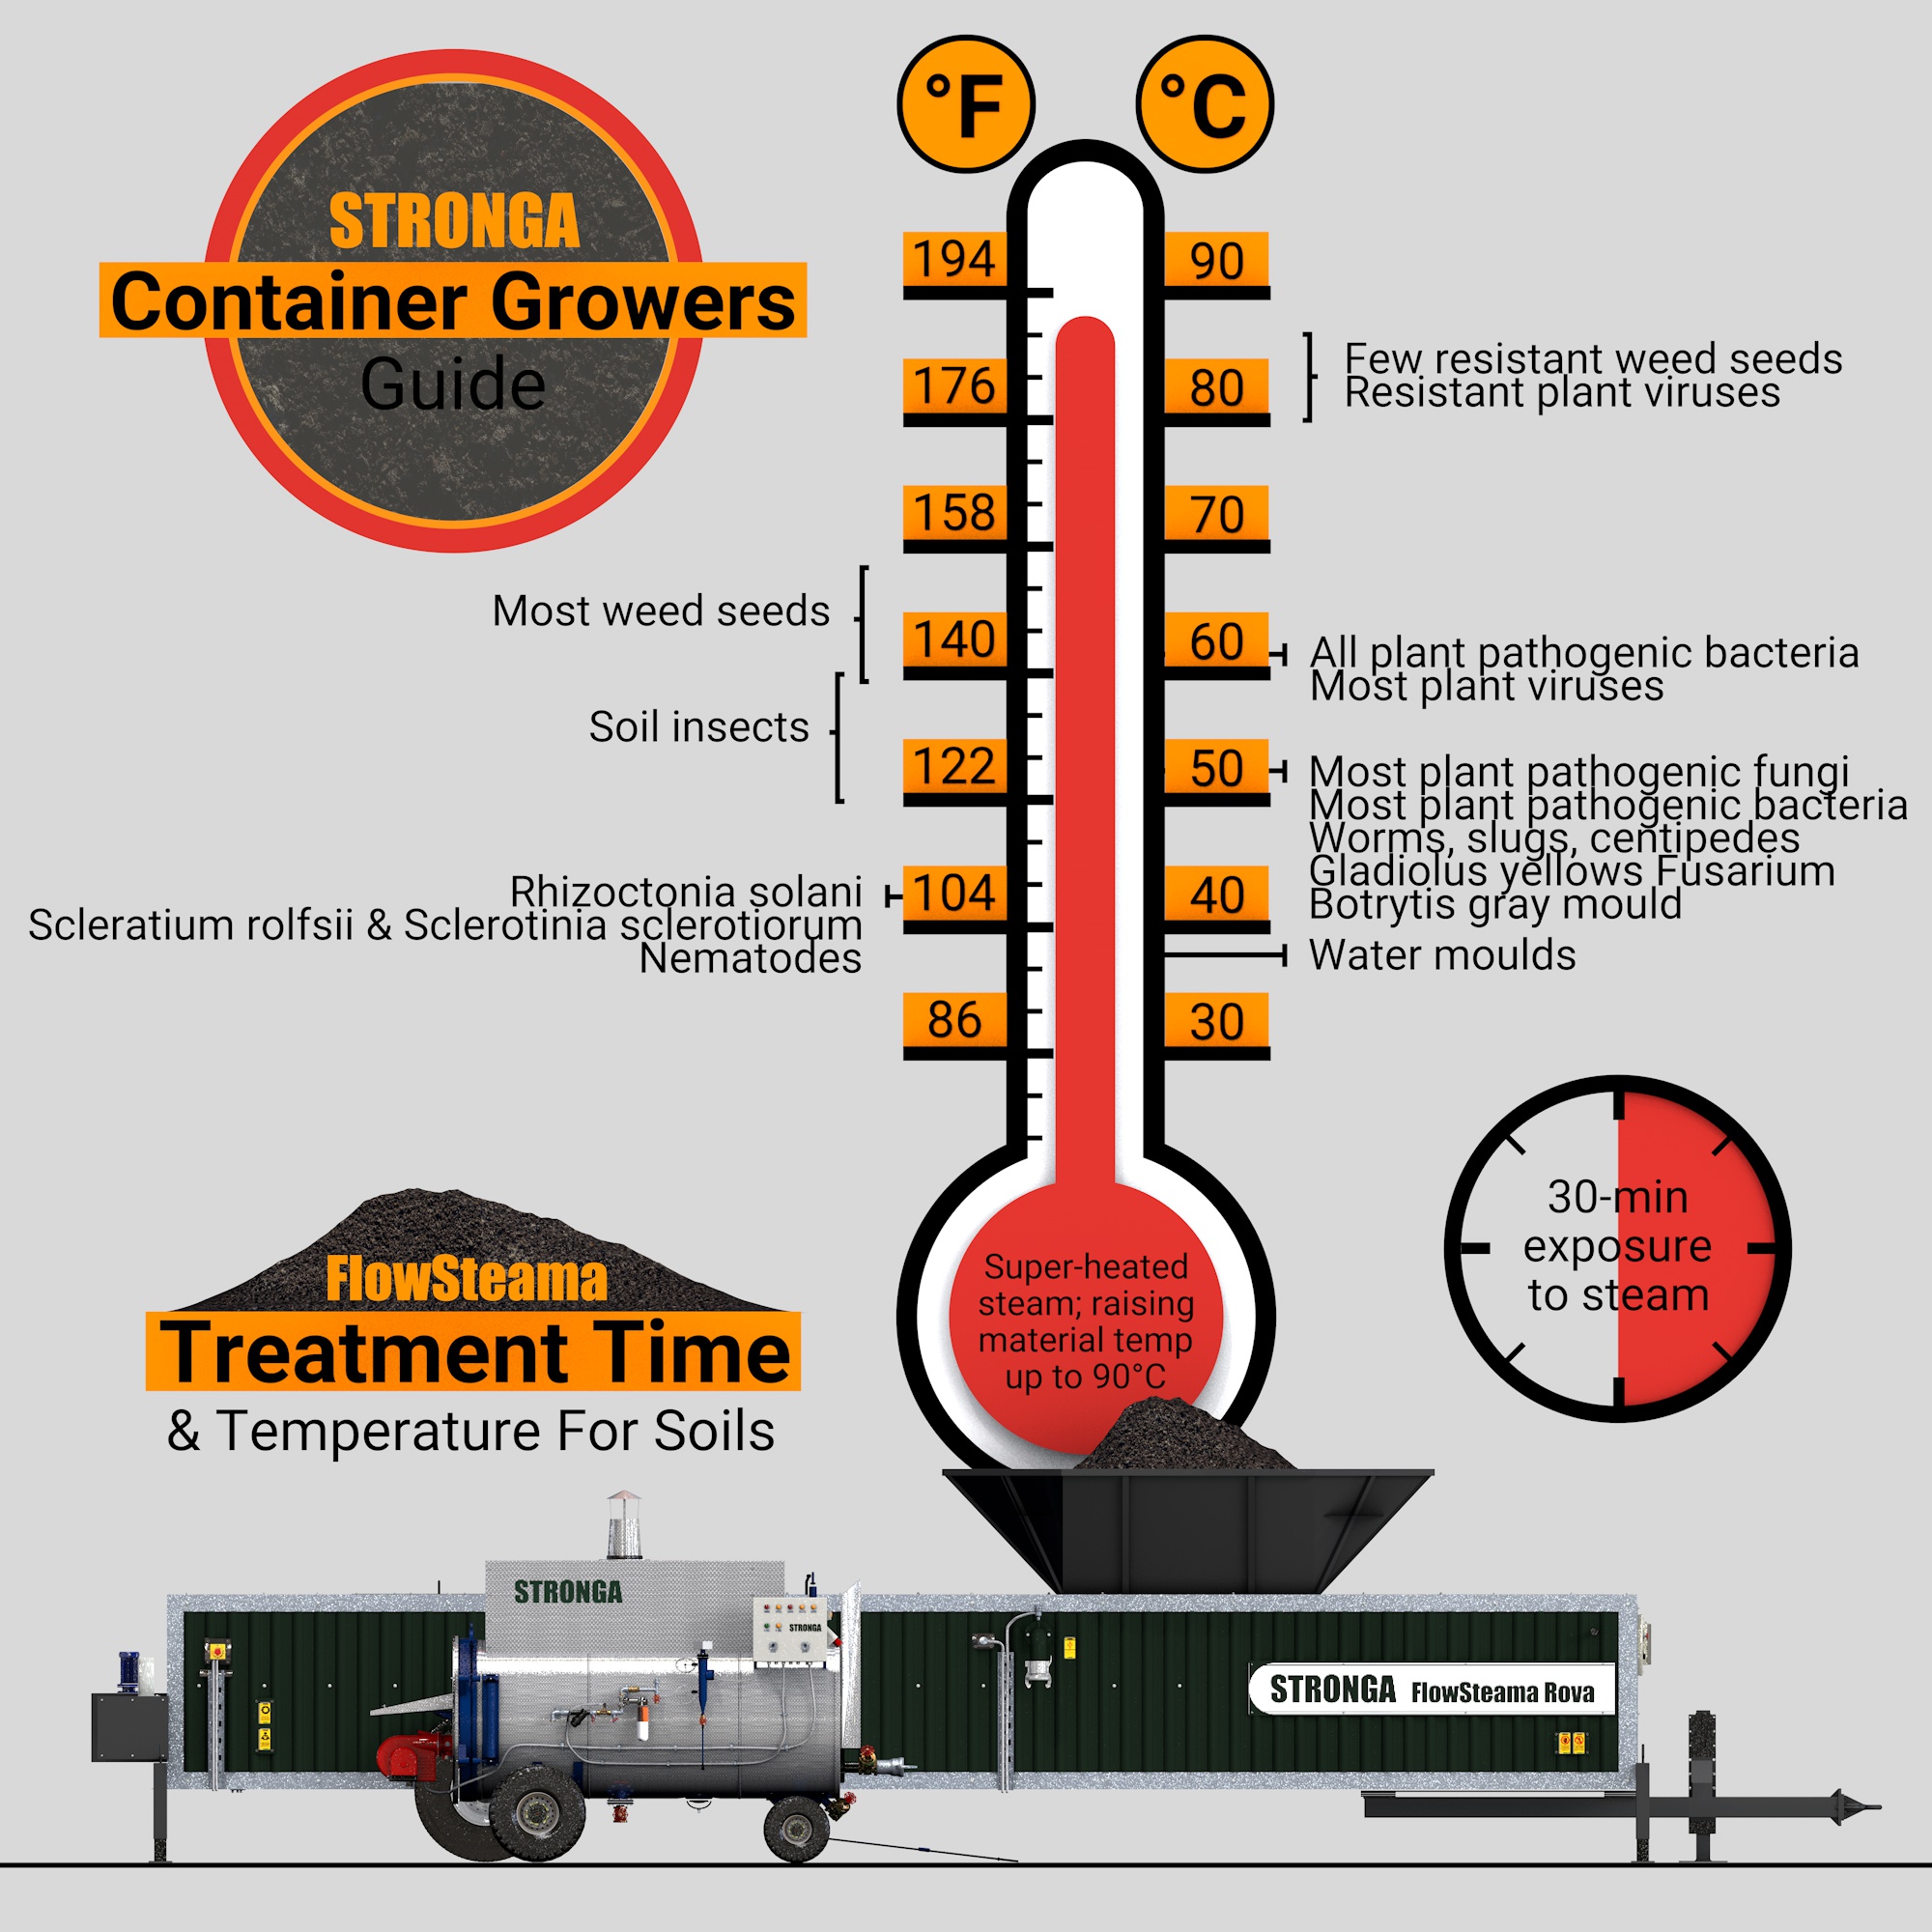 STRONGA
Container Growers
Guide
°F
°C
194
90
176
80
Few resistant weed seeds
Resistant plant viruses
158
70
Most weed seeds
140
60
All plant pathogenic bacteria
Most plant viruses
Soil insects
122
50
Most plant pathogenic fungi
Most plant pathogenic bacteria
Worms, slugs, centipedes
Gladiolus yellows Fusarium
Botrytis gray mould
Rhizoctonia solani
Scleratium rolfsii & Sclerotinia sclerotiorum
Nematodes
104
40
Water moulds
86
30
30-min
exposure
to steam
FlowSteama
Treatment Time
& Temperature For Soils
Super-heated
steam; raising
material temp
up to 90°C
STRONGA
STRONGA
STRONGA FlowSteama Rova